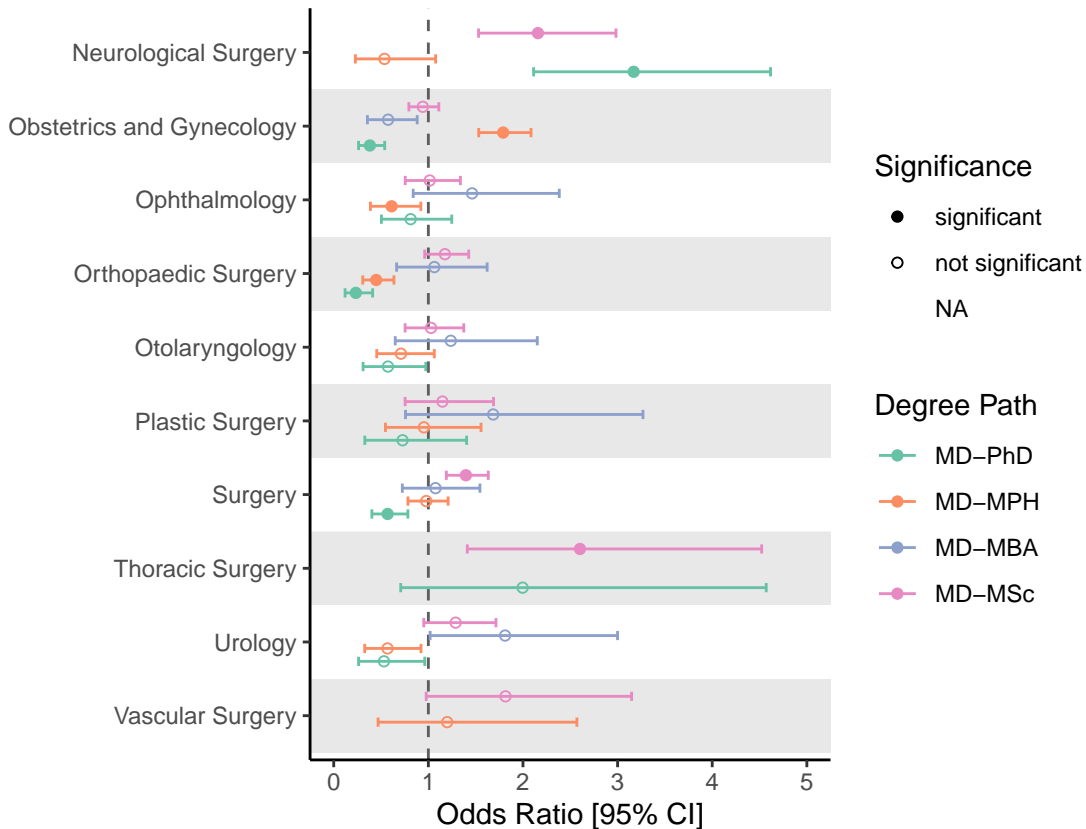 Neurological Surgery
Obstetrics and Gynecology
Ophthalmology
Orthopaedic Surgery
Otolaryngology
Plastic Surgery
Surgery
Thoracic Surgery
Urology
Vascular Surgery
0 1 2 3 4 5
Odds Ratio [95% CI]
Significance
significant
not significant
NA
Degree Path
MD−PhD
MD−MPH
MD−MBA
MD−MSc